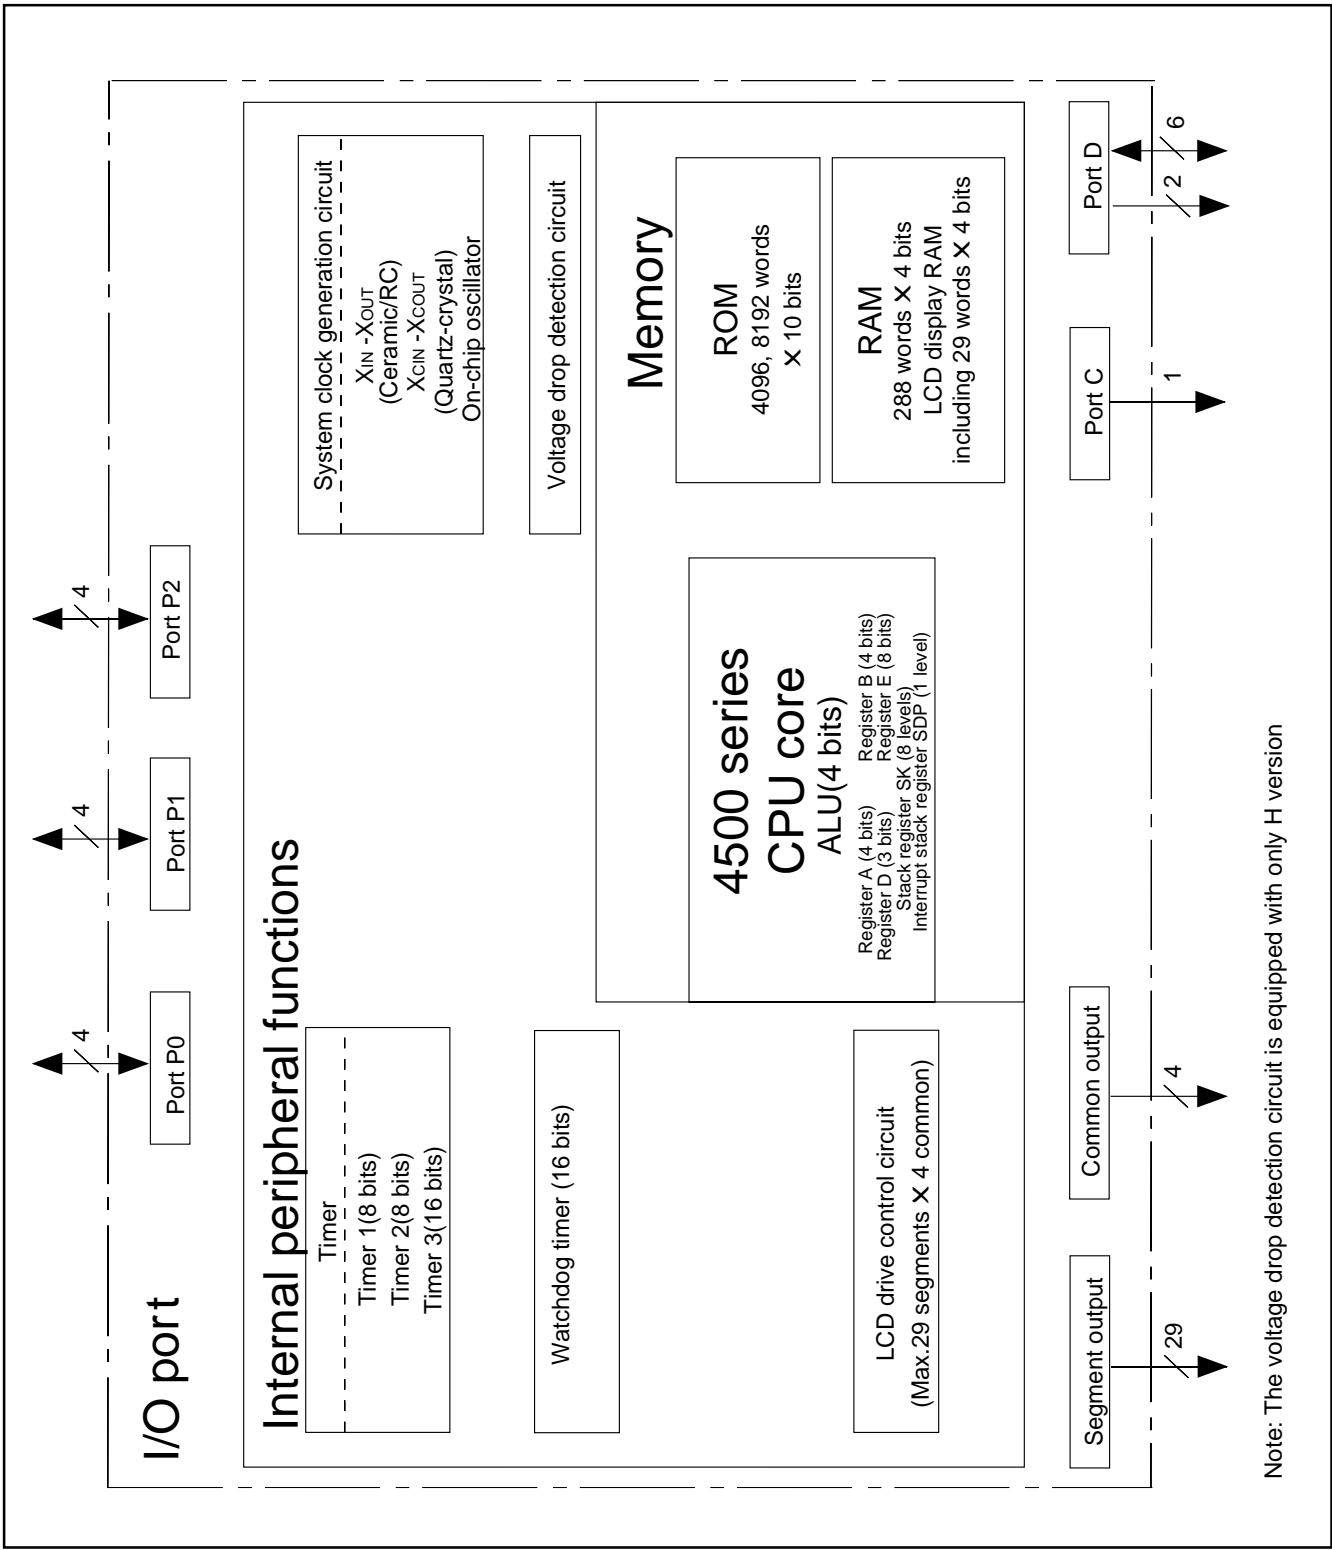 4
4
4
Port P0
Port P1
Port P2
I/O port
Internal peripheral functions
Timer
Timer 1(8 bits)
Timer 2(8 bits)
Timer 3(16 bits)
System clock generation circuit
XIN -XOUT
(Ceramic/RC)
XCIN -XCOUT
(Quartz-crystal)
On-chip oscillator
Watchdog timer (16 bits)
Voltage drop detection circuit
Memory
ROM
4096, 8192 words
× 10 bits
RAM
288 words × 4 bits
LCD display RAM
including 29 words × 4 bits
4500 series
CPU core
ALU(4 bits)
Register A (4 bits)
Register B (4 bits)
Register D (3 bits)
Register E (8 bits)
Stack register SK (8 levels)
Interrupt stack register SDP (1 level)
LCD drive control circuit
(Max.29 segments × 4 common)
Segment output
Common output
Port C
Port D
29
4
1
2
6
Note: The voltage drop detection circuit is equipped with only H version